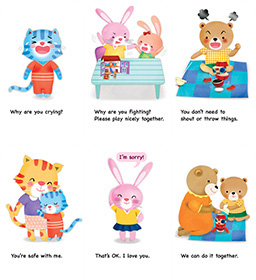 Why are you crying?
Why are you fighting?
Please play nicely together.
You don't need to
shout or throw things.
You're safe with me.
I'm sorry!
That's OK. I love you.
We can do it together.